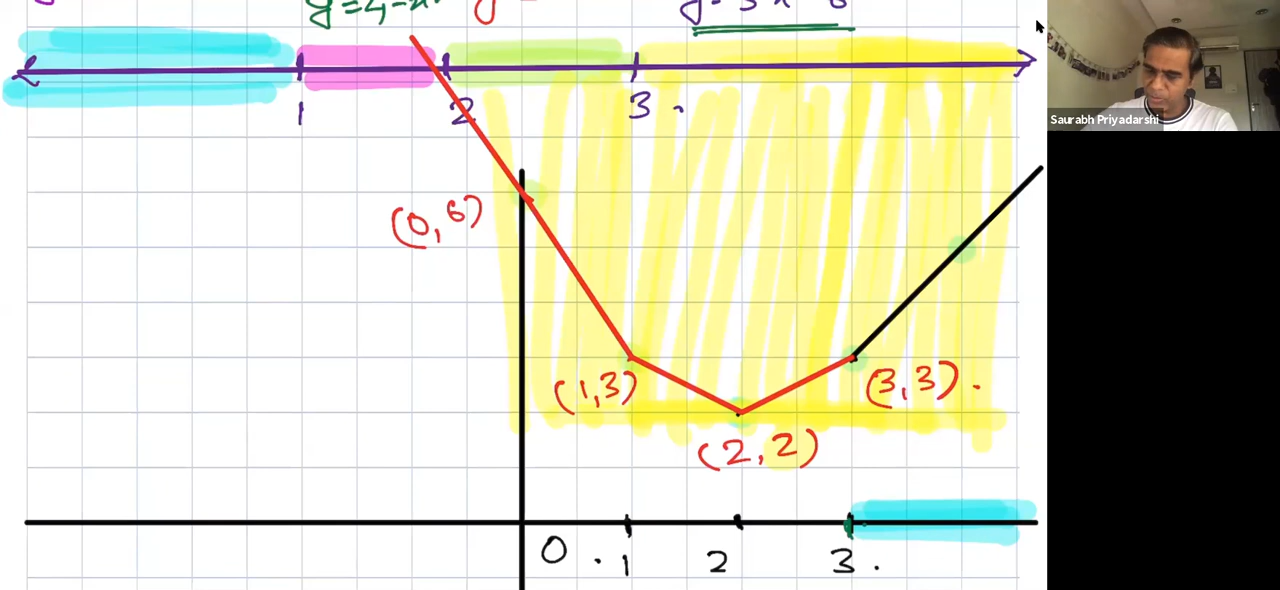 1 2 3.
Saurabh Priyadarshi
(0,6)
(1,3) (3,3).
(2,2)
0 . 1 2 3.